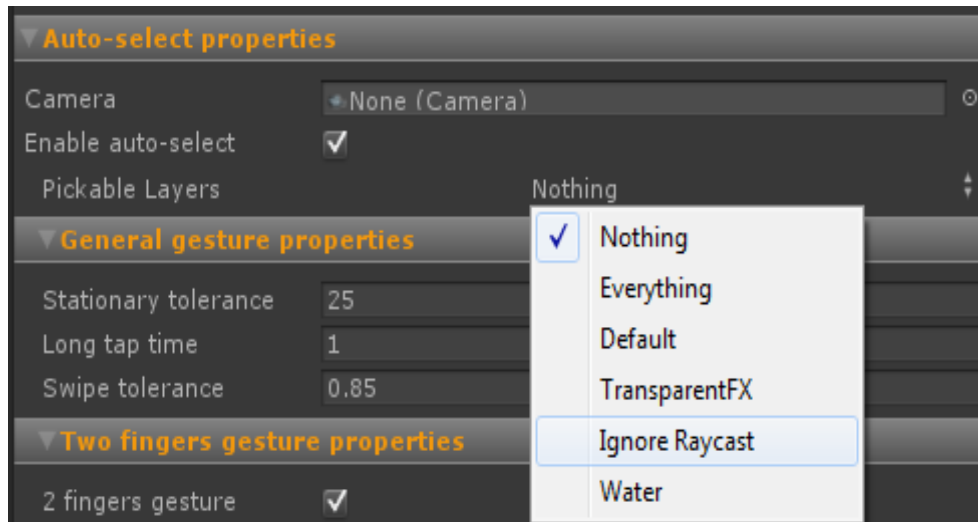 Auto-select properties
Camera None (Camera)
Enable auto-select
Pickable Layers Nothing
General gesture properties Nothing
Everything
Stationary tolerance 25
Default
Long tap time 1
Swipe tolerance 0.85
TransparentFX
Two fingers gesture properties Ignore Raycast
2 fingers gesture Water